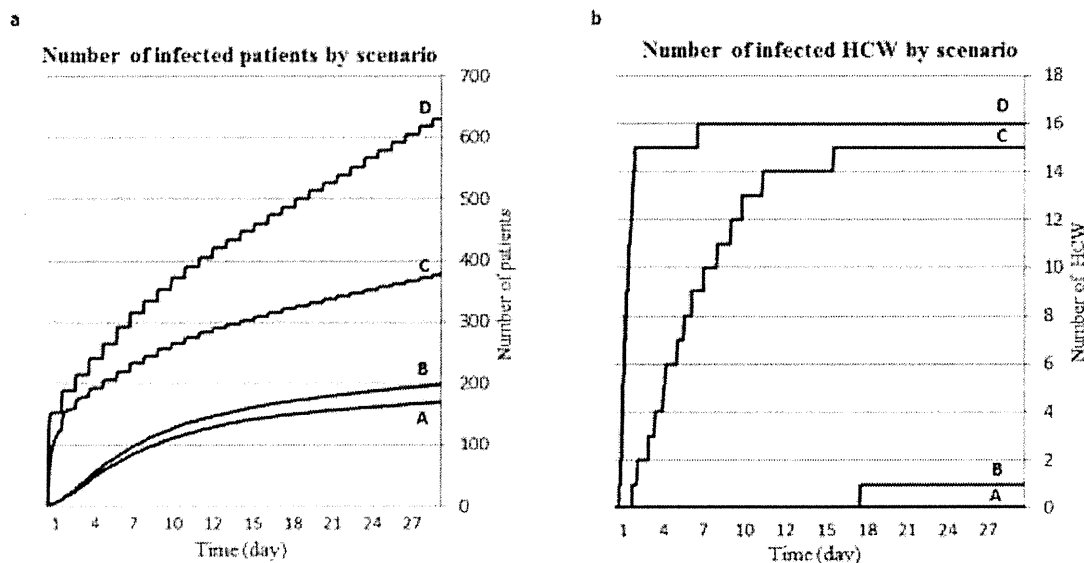 a
Number of infected patients by scenario
700
600
500
400
300
200
100
0
Number of patients
D
C
B
A
1 4 7 10 12 15 18 21 24 27
Time (day)
b
Number of infected HCW by scenario
18
16
14
12
10
8
6
4
2
0
Number of HCW
D
C
B
A
1 4 7 10 12 15 18 21 24 27
Time (day)